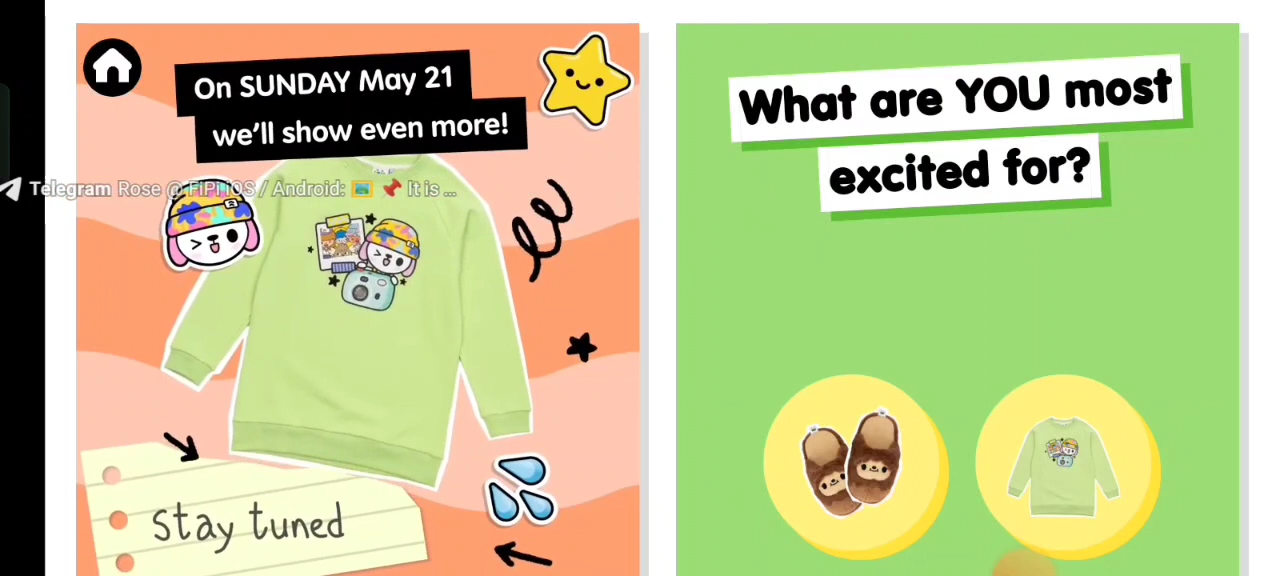 On SUNDAY May 21
we'll show even more!
Telegram Rose @ FiPi iOS / Android: 🖼️ 📌 It is ...
stay tuned
What are YOU most
excited for?